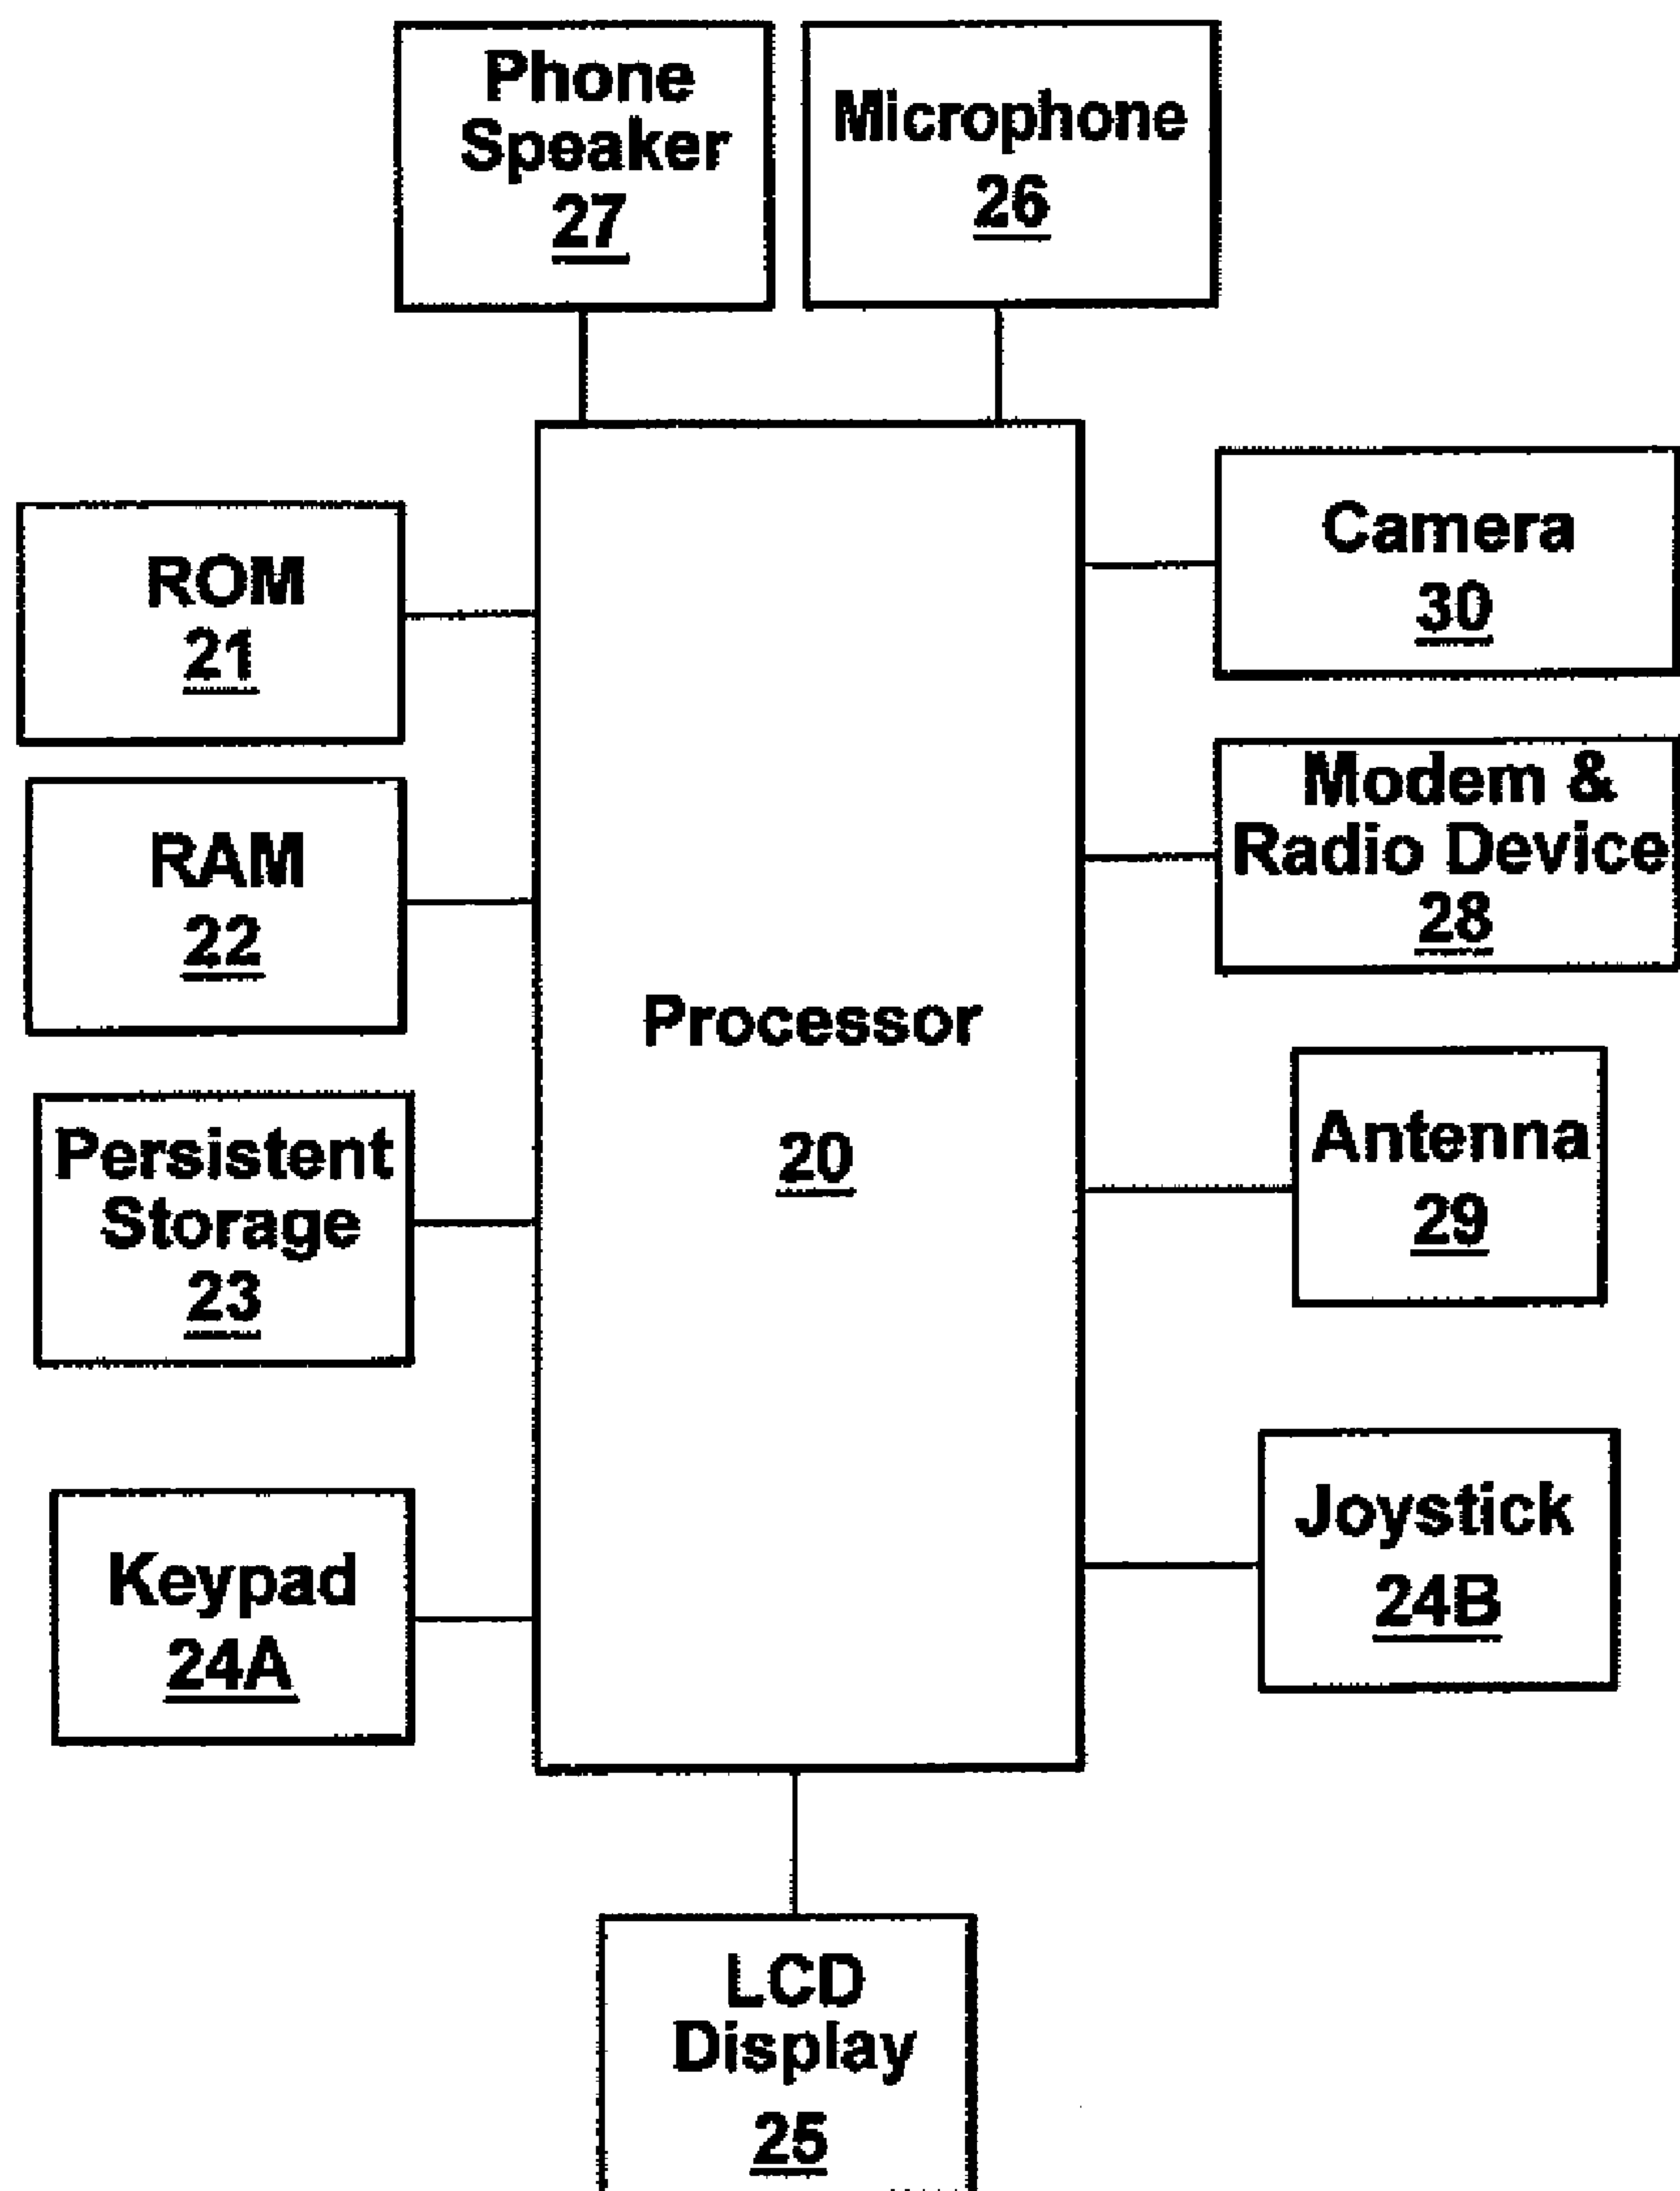 Phone
Speaker
27
Microphone
26
ROM
21
RAM
22
Persistent
Storage
23
Keypad
24A
Processor
20
Camera
30
Modem &
Radio Device
28
Antenna
29
Joystick
24B
LCD
Display
25